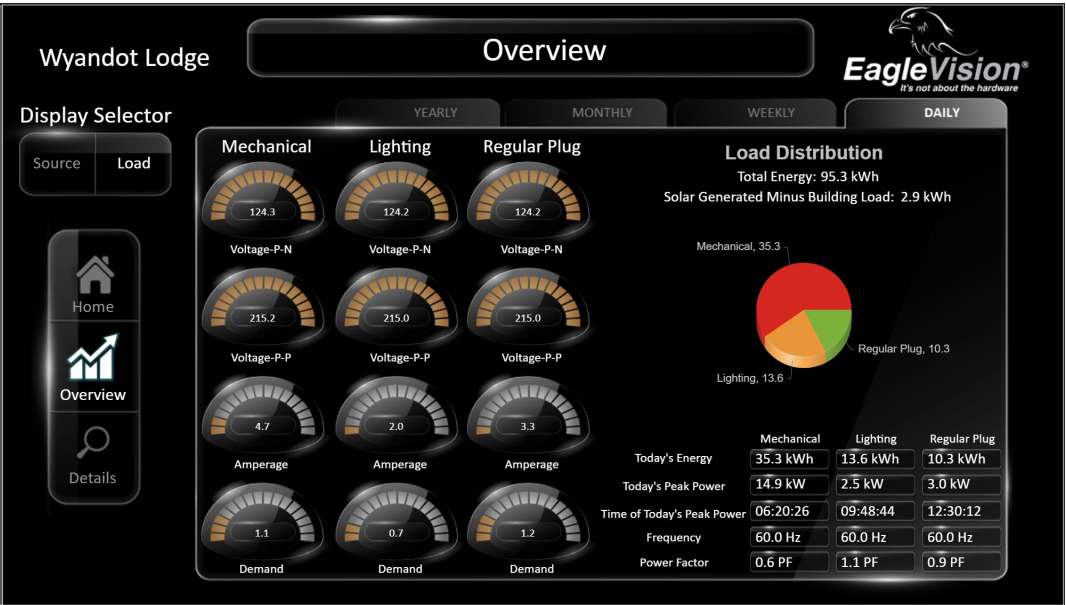 Wyandot Lodge
Overview
EagleVision®
It's not about the hardware
Display Selector
Source Load
Home
Overview
Details
YEARLY MONTHLY WEEKLY DAILY
Mechanical Lighting Regular Plug
124.3 124.2 124.2
Voltage-P-N Voltage-P-N Voltage-P-N
215.2 215.0 215.0
Voltage-P-P Voltage-P-P Voltage-P-P
4.7 2.0 3.3
Amperage Amperage Amperage
1.1 0.7 1.2
Demand Demand Demand
Load Distribution
Total Energy: 95.3 kWh
Solar Generated Minus Building Load: 2.9 kWh
Mechanical, 35.3
Regular Plug, 10.3
Lighting, 13.6
Mechanical Lighting Regular Plug
Today's Energy 35.3 kWh 13.6 kWh 10.3 kWh
Today's Peak Power 14.9 kW 2.5 kW 3.0 kW
Time of Today's Peak Power 06:20:26 09:48:44 12:30:12
Frequency 60.0 Hz 60.0 Hz 60.0 Hz
Power Factor 0.6 PF 1.1 PF 0.9 PF